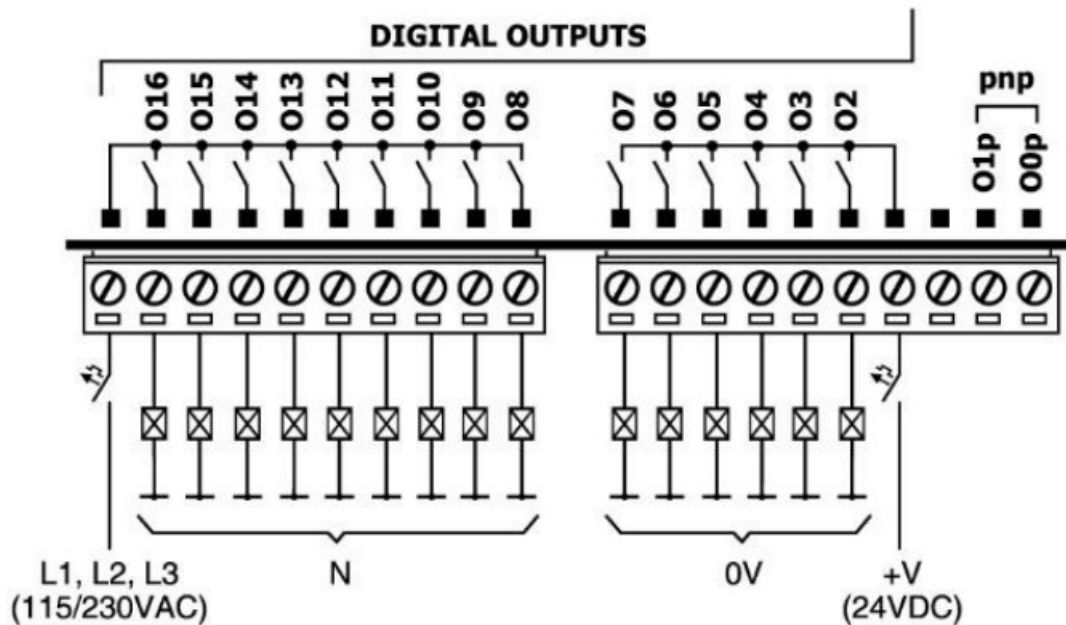 DIGITAL OUTPUTS
O16 O15 O14 O13 O12 O11 O10 O9 O8 O7 O6 O5 O4 O3 O2
pnp
O1p O0p
L1, L2, L3
(115/230VAC)
N
0V
+V
(24VDC)